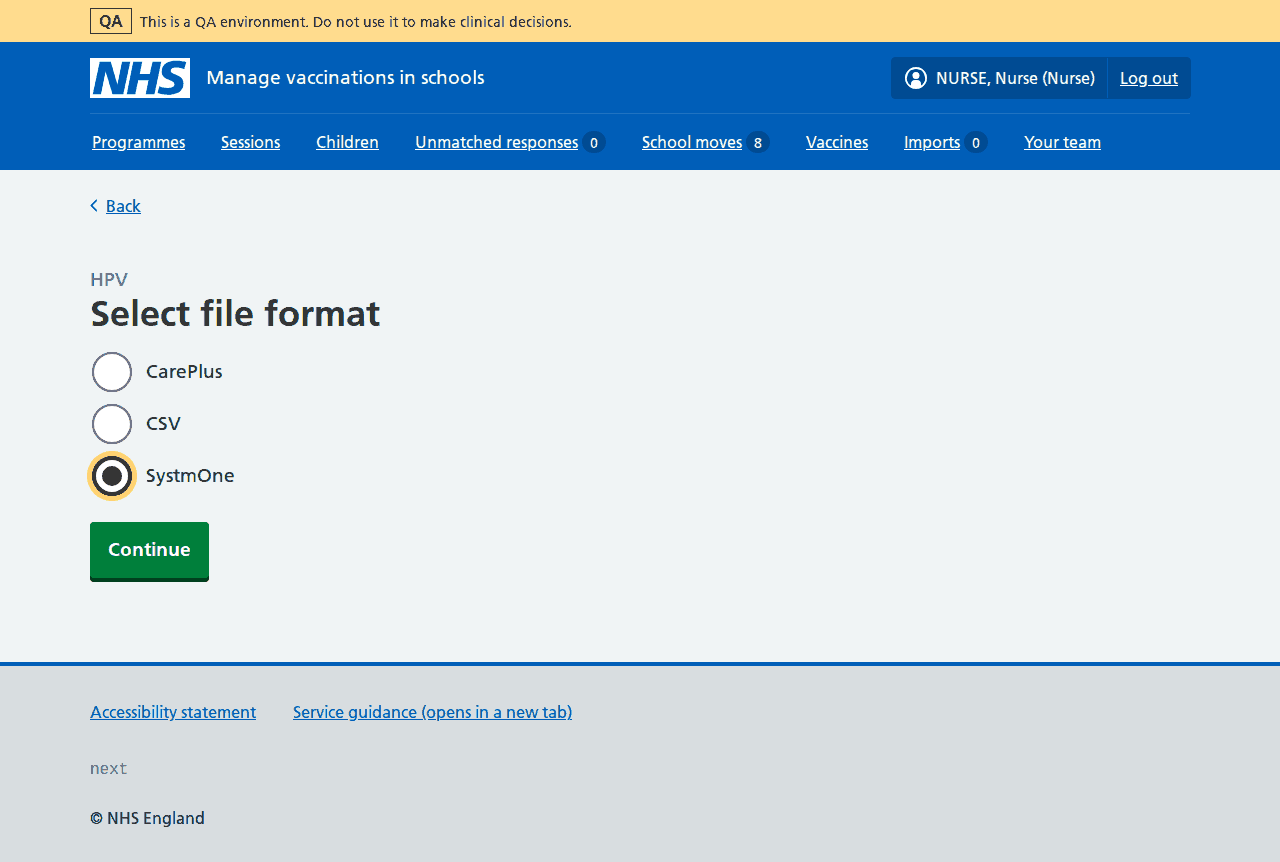 QA This is a QA environment. Do not use it to make clinical decisions.
NHS Manage vaccinations in schools NURSE, Nurse (Nurse) Log out
Programmes Sessions Children Unmatched responses 0 School moves 8 Vaccines Imports 0 Your team
Back
HPV
Select file format
CarePlus
CSV
SystmOne
Continue
Accessibility statement Service guidance (opens in a new tab)
next
© NHS England